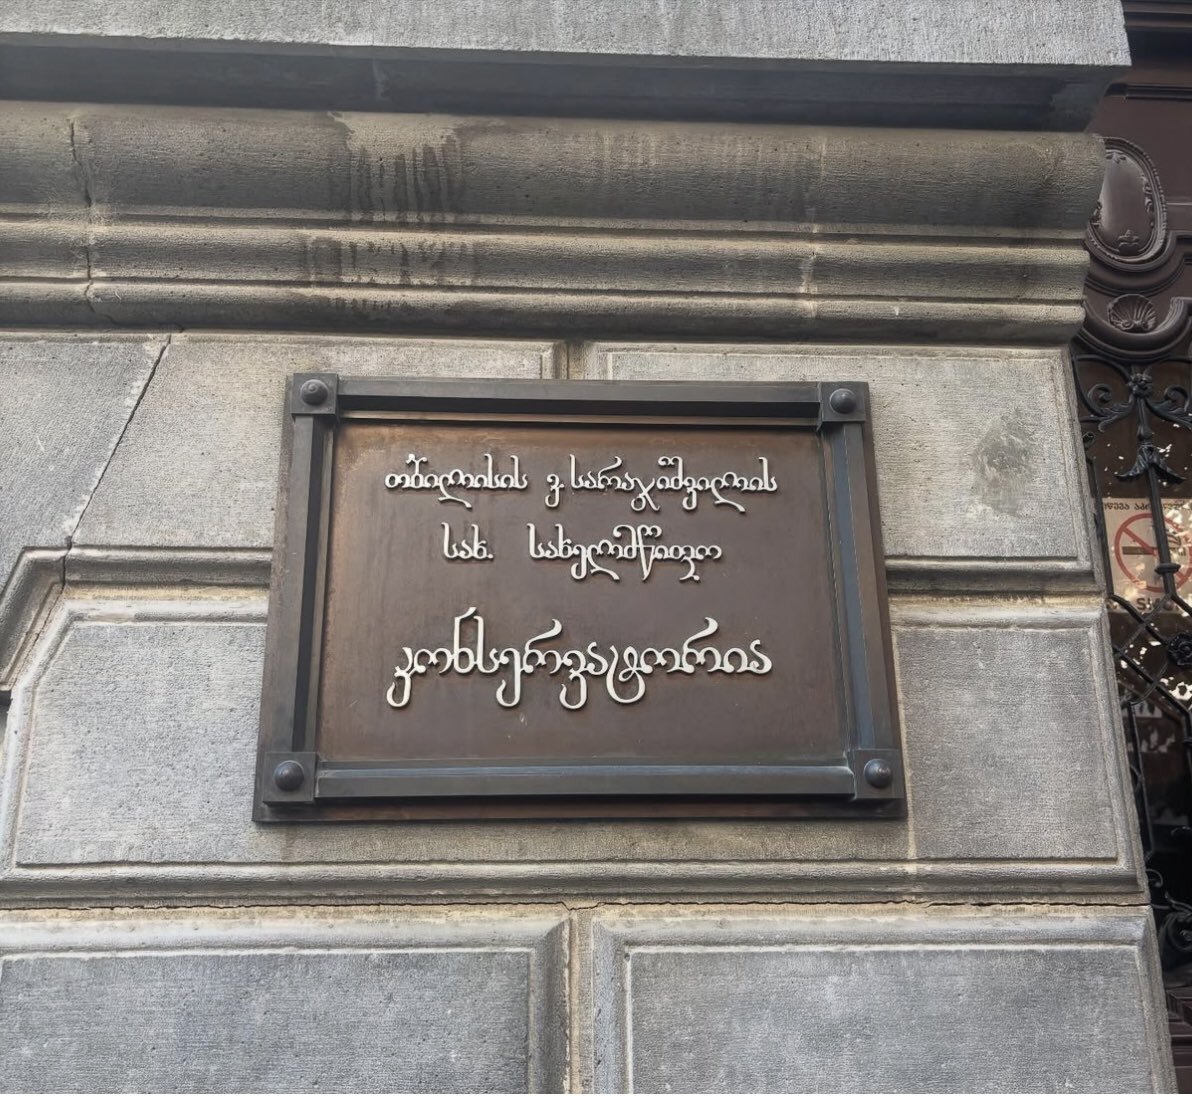 თბილისის ვ. სარაჯიშვილის
სახ. სახელმწიფო
კონსერვატორია